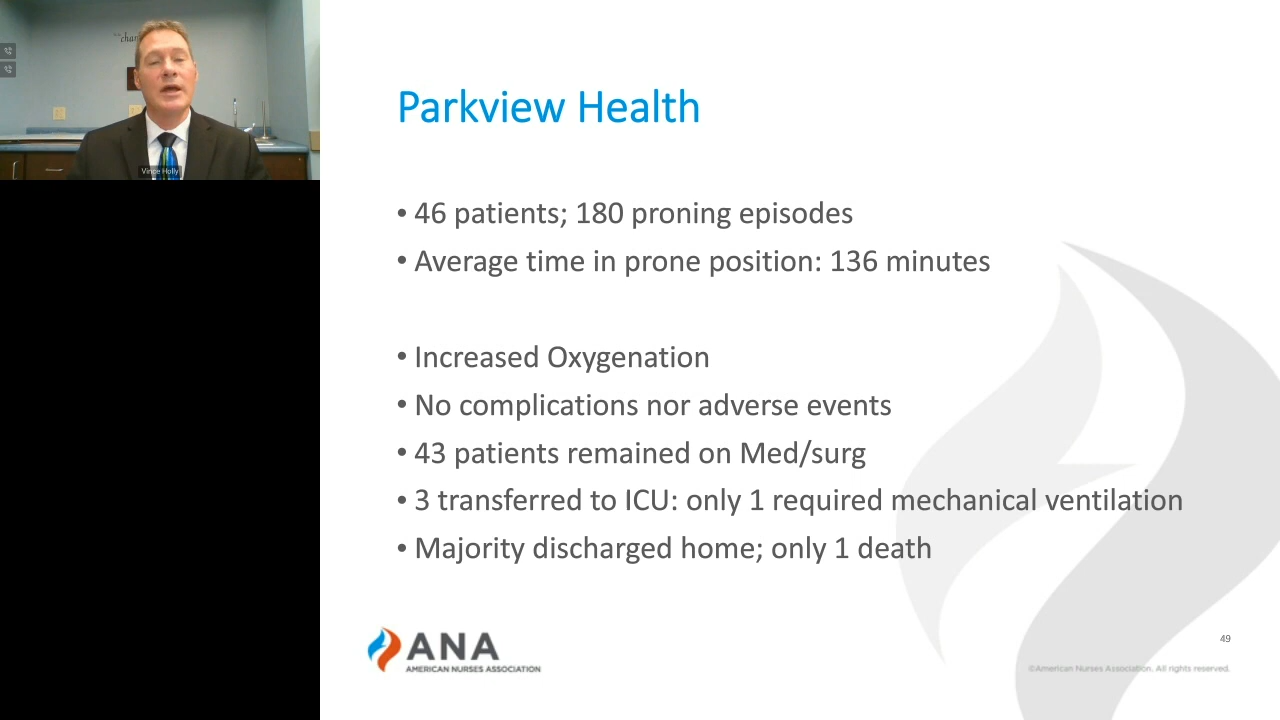 Vince Holly
Parkview Health
• 46 patients; 180 proning episodes
• Average time in prone position: 136 minutes
• Increased Oxygenation
• No complications nor adverse events
• 43 patients remained on Med/surg
• 3 transferred to ICU: only 1 required mechanical ventilation
• Majority discharged home; only 1 death
ANA
AMERICAN NURSES ASSOCIATION
49
©American Nurses Association. All rights reserved.